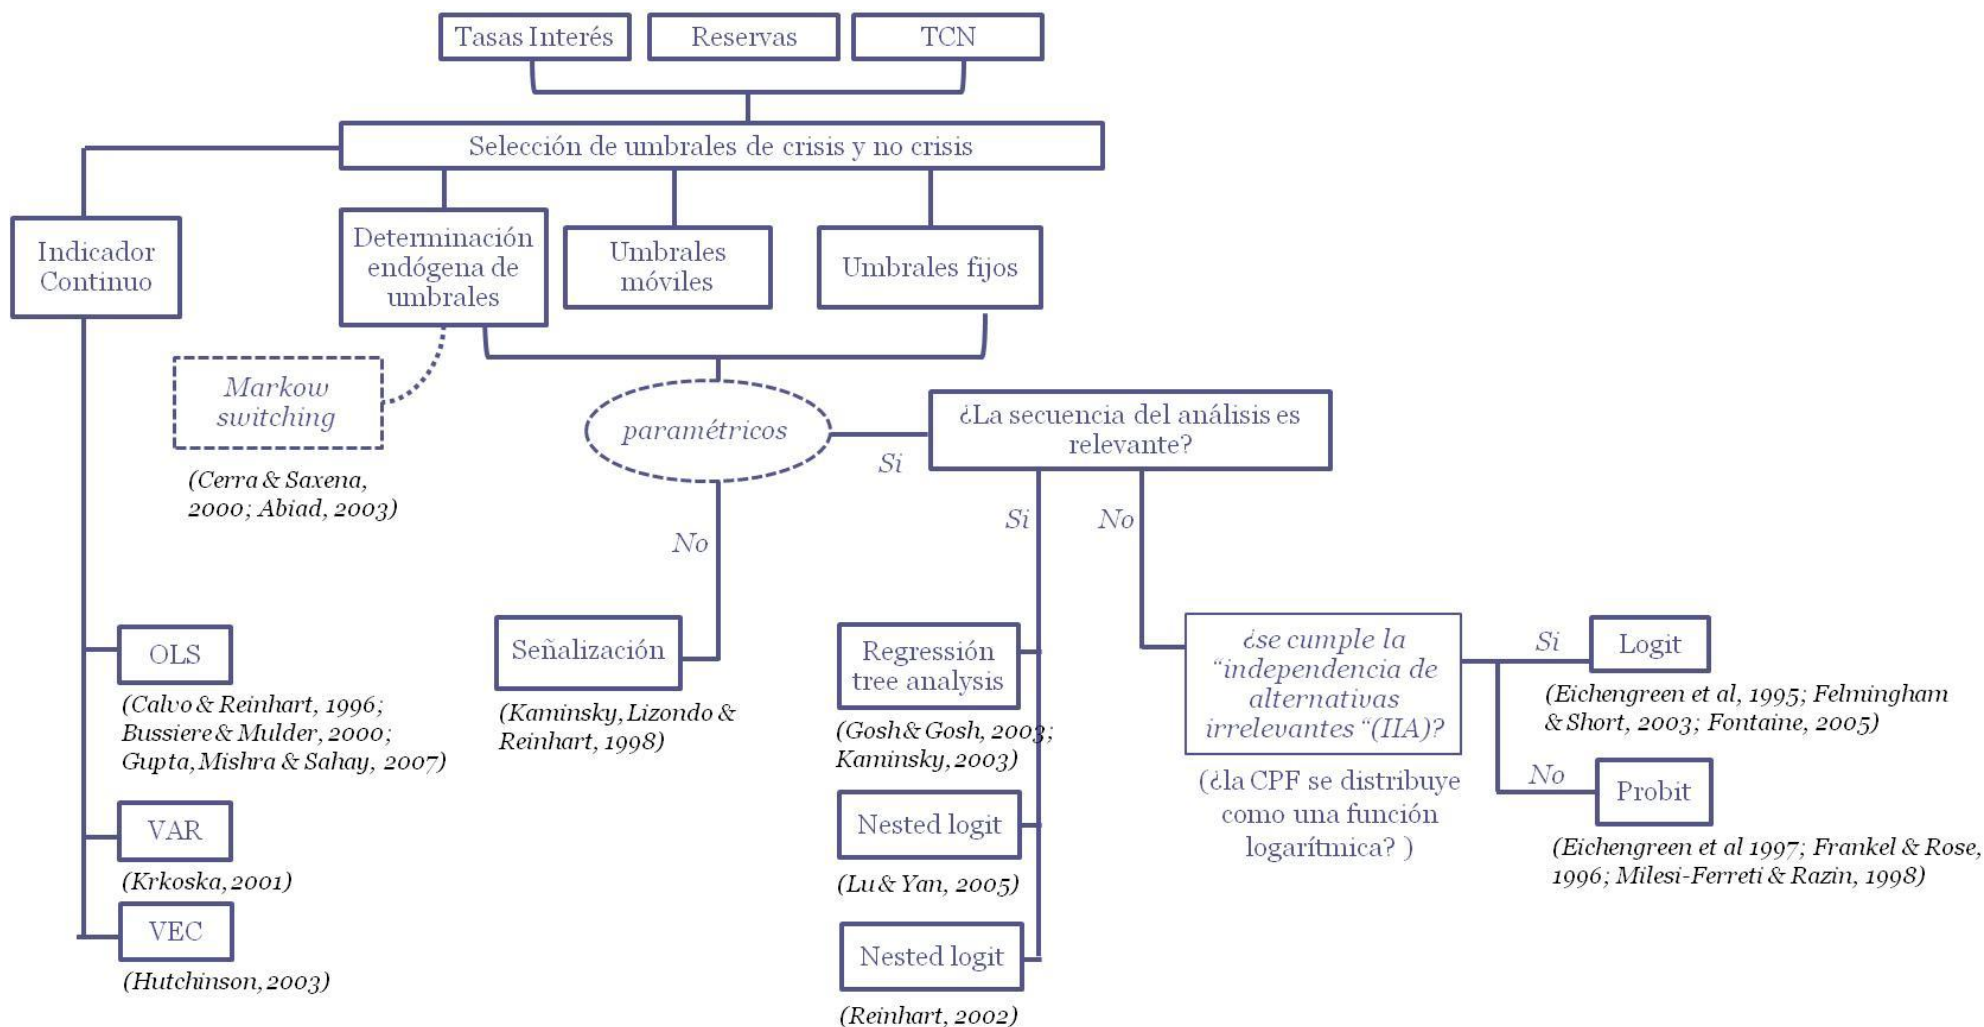 Tasas Interés
Reservas
TCN
Selección de umbrales de crisis y no crisis
Indicador
Continuo
Determinación
endógena de
umbrales
Umbrales
móviles
Umbrales fijos
Markow
switching
(Cerra & Saxena,
2000; Abiad, 2003)
paramétricos
Si
No
¿La secuencia del análisis es
relevante?
Si
No
OLS
(Calvo & Reinhart, 1996;
Bussiere & Mulder, 2000;
Gupta, Mishra & Sahay, 2007)
VAR
(Krkoska, 2001)
VEC
(Hutchinson, 2003)
Señalización
(Kaminsky, Lizondo &
Reinhart, 1998)
Regressión
tree analysis
(Gosh & Gosh, 2003;
Kaminsky, 2003)
Nested logit
(Lu & Yan, 2005)
Nested logit
(Reinhart, 2002)
¿se cumple la
“independencia de
alternativas
irrelevantes “(IIA)?
(¿la CPF se distribuye
como una función
logarítmica? )
Si
Logit
(Eichengreen et al, 1995; Felmingham
& Short, 2003; Fontaine, 2005)
No
Probit
(Eichengreen et al 1997; Frankel & Rose,
1996; Milesi-Ferreti & Razin, 1998)